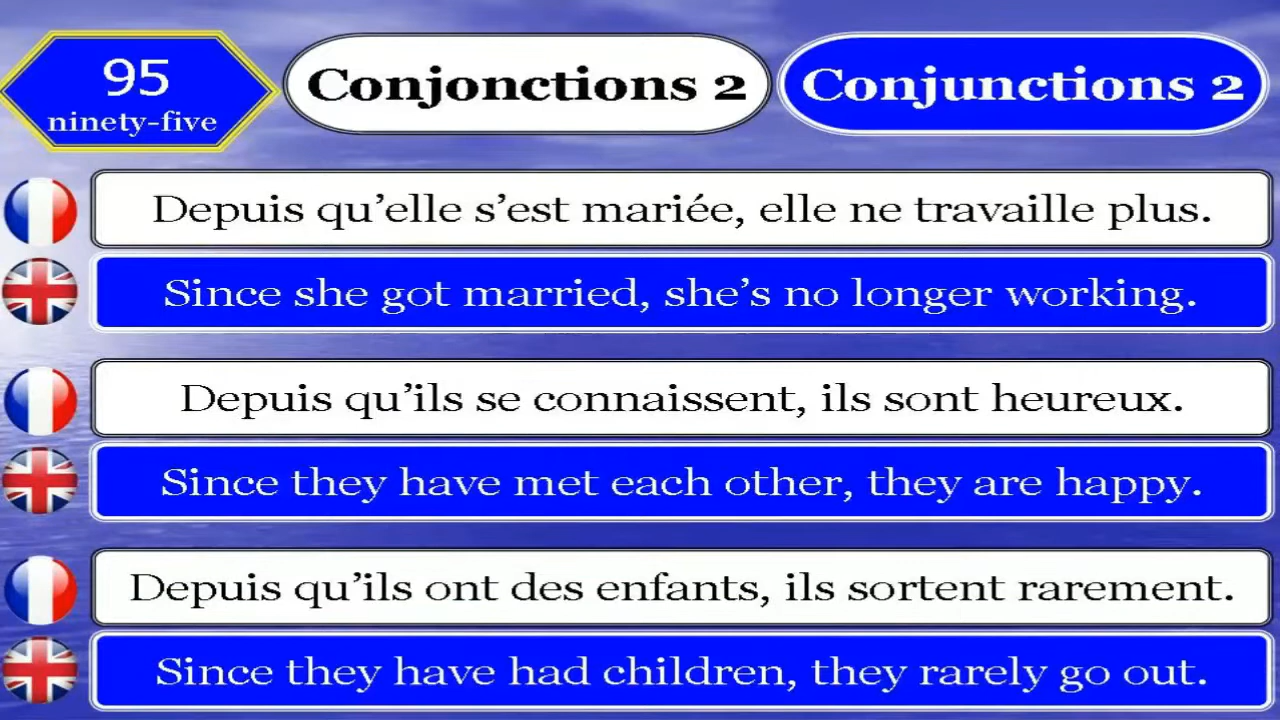 95
ninety-five
Conjonctions 2
Conjunctions 2
Depuis qu’elle s’est mariée, elle ne travaille plus.
Since she got married, she’s no longer working.
Depuis qu’ils se connaissent, ils sont heureux.
Since they have met each other, they are happy.
Depuis qu’ils ont des enfants, ils sortent rarement.
Since they have had children, they rarely go out.